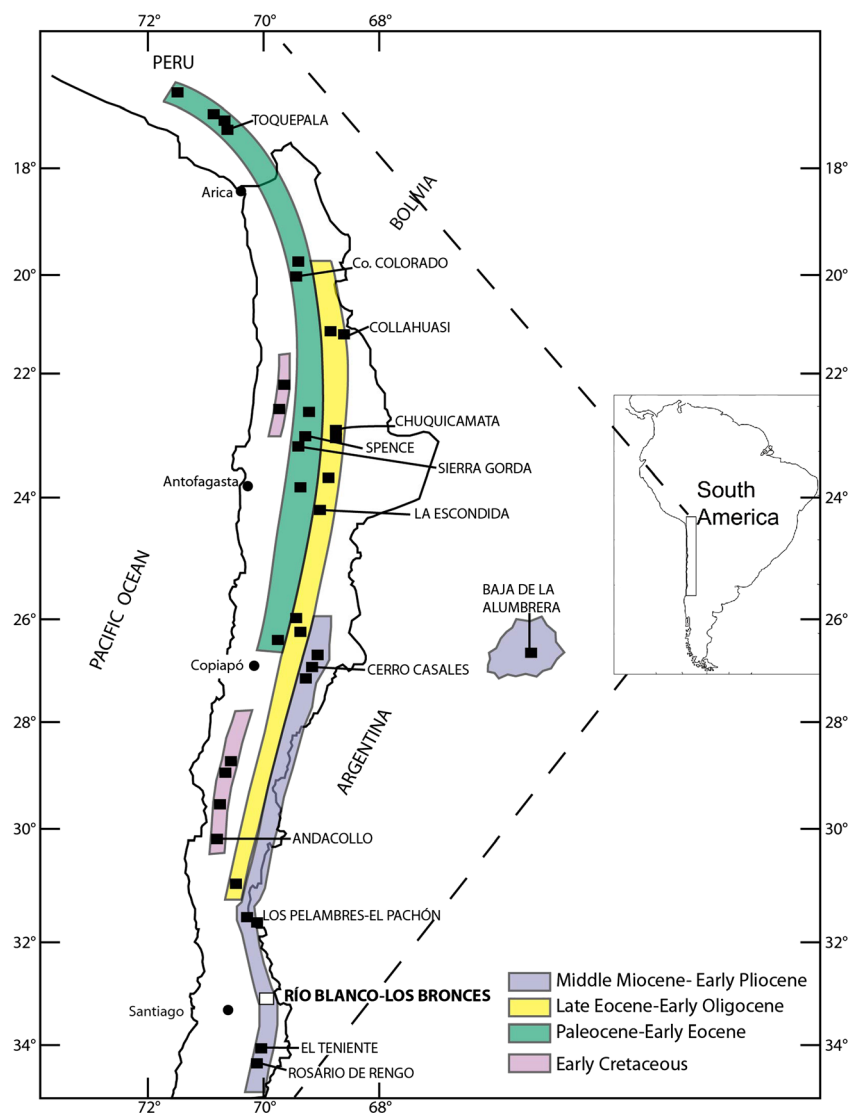 72°
70°
68°
PERU
TOQUEPALA
18°
18°
Arica
BOLIVIA
Co. COLORADO
20°
20°
COLLAHUASI
22°
22°
CHUQUICAMATA
SPENCE
SIERRA GORDA
Antofagasta
24°
24°
LA ESCONDIDA
South
America
PACIFIC OCEAN
BAJA DE LA
ALUMBRERA
26°
26°
Copiapó
CERRO CASALES
28°
28°
ARGENTINA
30°
30°
ANDACOLLO
LOS PELAMBRES-EL PACHÓN
32°
32°
Middle Miocene- Early Pliocene
RÍO BLANCO-LOS BRONCES
Late Eocene-Early Oligocene
Santiago
Paleocene-Early Eocene
34°
34°
EL TENIENTE
Early Cretaceous
ROSARIO DE RENGO
72°
70°
68°